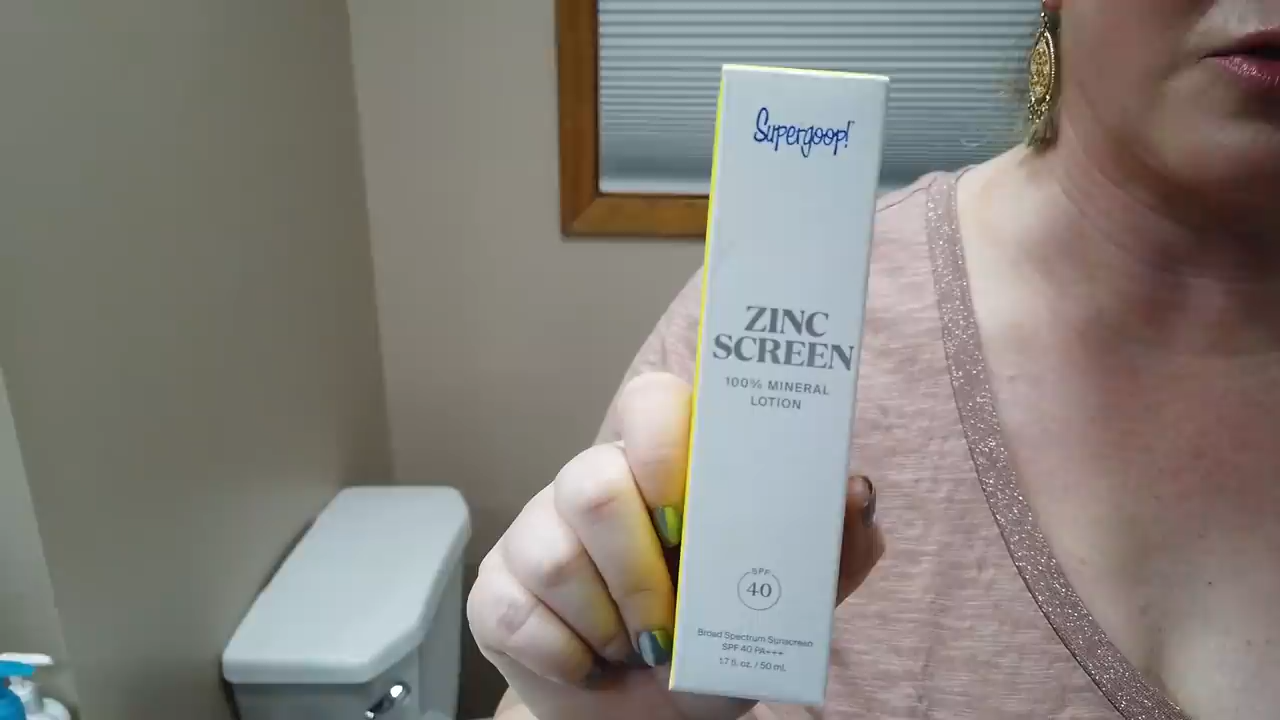 Supergoop!
ZINC
SCREEN
100% MINERAL
LOTION
SPF
40
Broad Spectrum Sunscreen
SPF 40 PA+++
1.7 fl. oz. / 50 mL